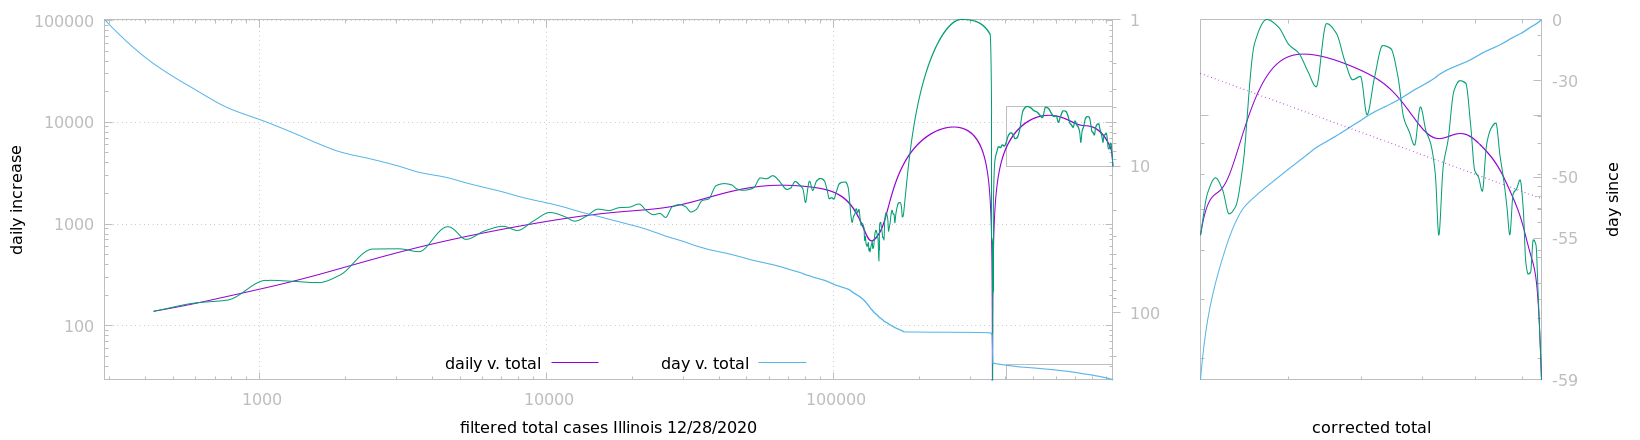 100000
10000
1000
100
daily increase
1000
10000
100000
1
10
100
daily v. total
day v. total
filtered total cases Illinois 12/28/2020
0
-30
-50
-55
-59
day since
corrected total